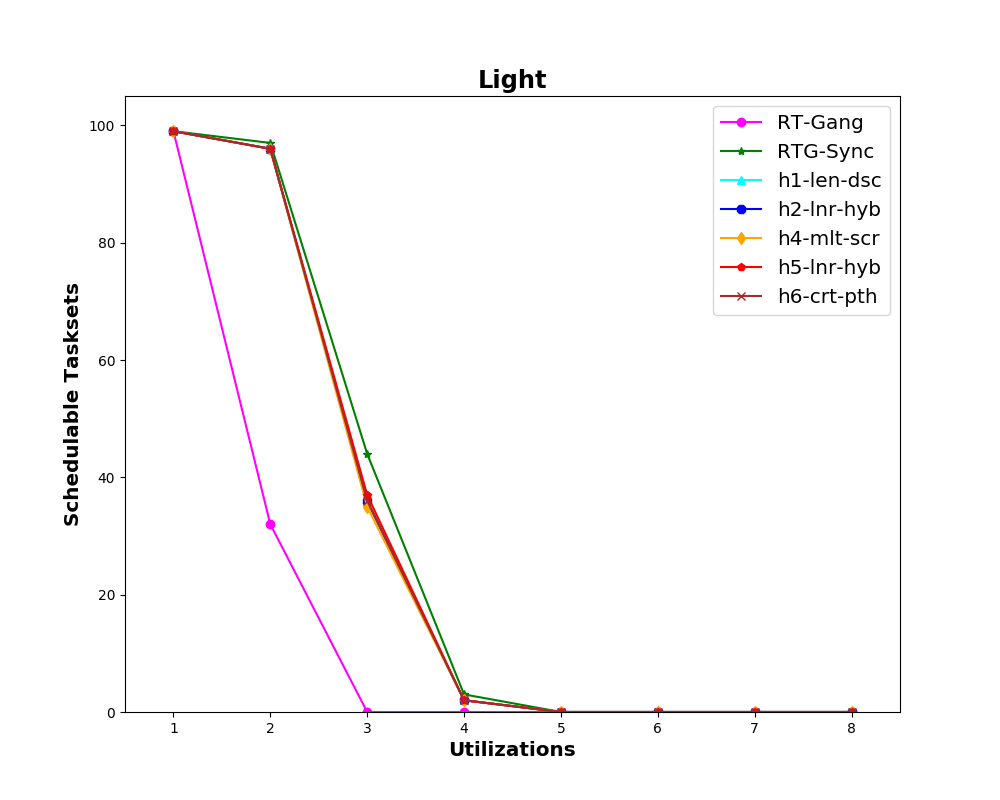 Light
Schedulable Tasksets
100
80
60
40
20
0
1 2 3 4 5 6 7 8
Utilizations
RT-Gang
RTG-Sync
h1-len-dsc
h2-lnr-hyb
h4-mlt-scr
h5-lnr-hyb
h6-crt-pth